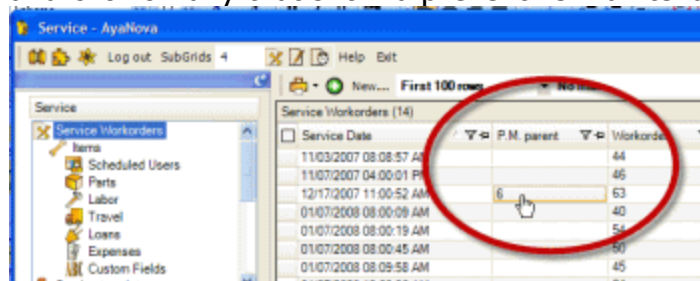 Service - AyaNova
Log out SubGrids 4 Help Exit
New... First 100 rows
Service
Service Workorders (14)
Service Workorders
Service Date P.M. parent Workorde
Items
11/03/2007 08:08:57 AM 44
Scheduled Users
11/07/2007 04:00:01 PM 46
Parts
12/17/2007 11:00:52 AM 6 53
Labor
01/07/2008 08:00:09 AM 40
Travel
01/07/2008 08:00:19 AM 54
Loans
01/07/2008 08:00:45 AM 50
Expenses
01/07/2008 08:09:58 AM 45
Custom Fields